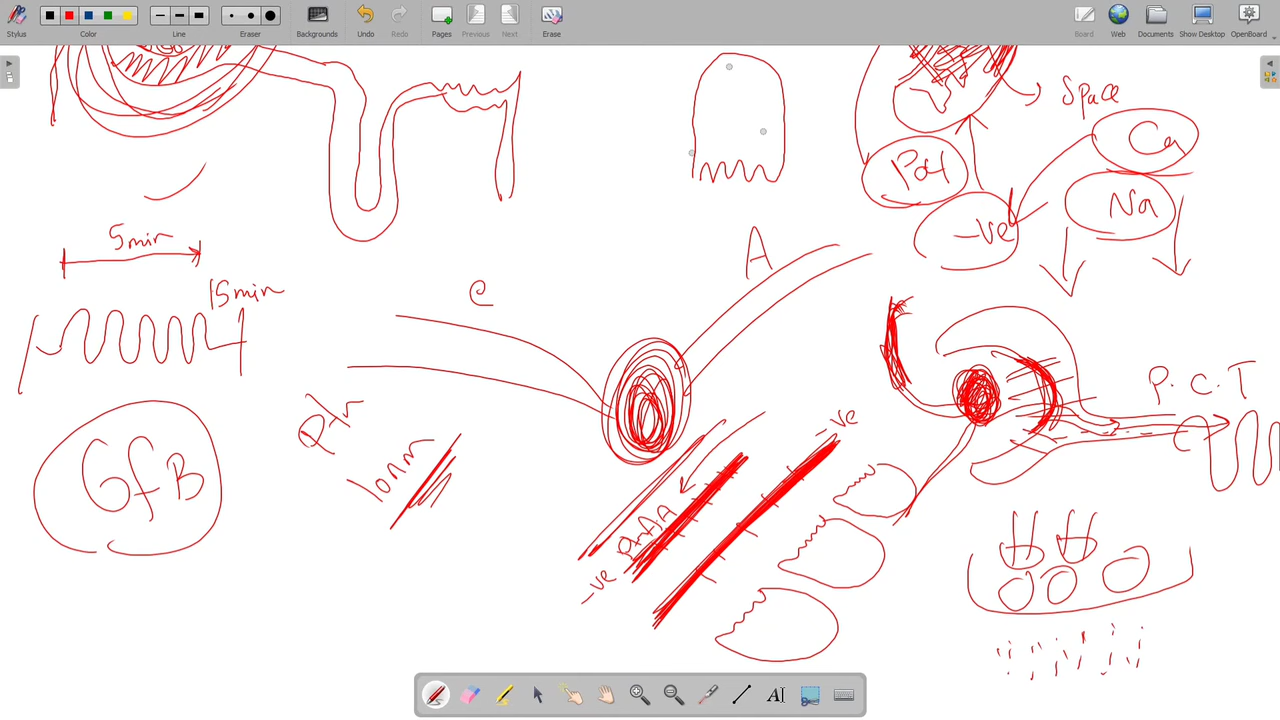 Stylus
Color
Line
Eraser
Backgrounds
Undo
Redo
Pages
Previous
Next
Erase
Board
Web
Documents
Show Desktop
OpenBoard
Space
Ca
Pol
Na
-ve
5min
A
15min
C
P.C.T
-ve
GfB
10nm
-ve